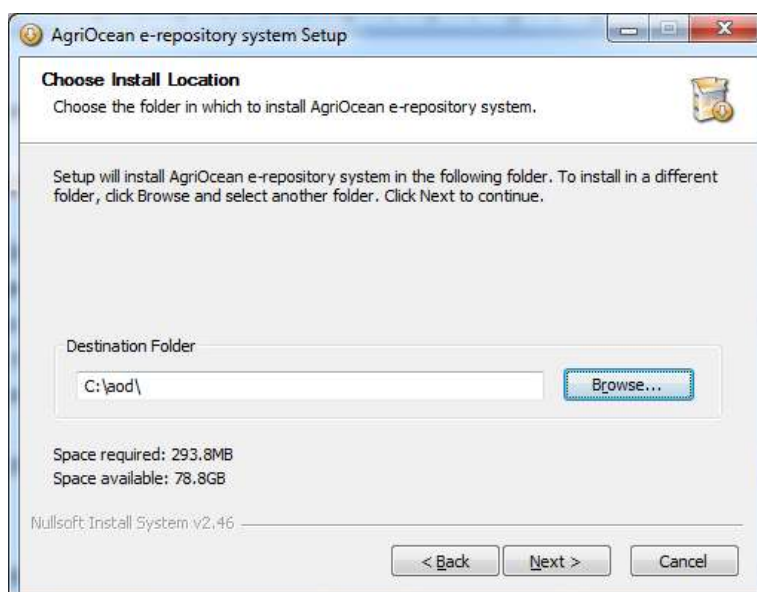 AgriOcean e-repository system Setup
Choose Install Location
Choose the folder in which to install AgriOcean e-repository system.
Setup will install AgriOcean e-repository system in the following folder. To install in a different
folder, click Browse and select another folder. Click Next to continue.
Destination Folder
C:\aod\
Browse...
Space required: 293.8MB
Space available: 78.8GB
Nullsoft Install System v2.46
< Back
Next >
Cancel